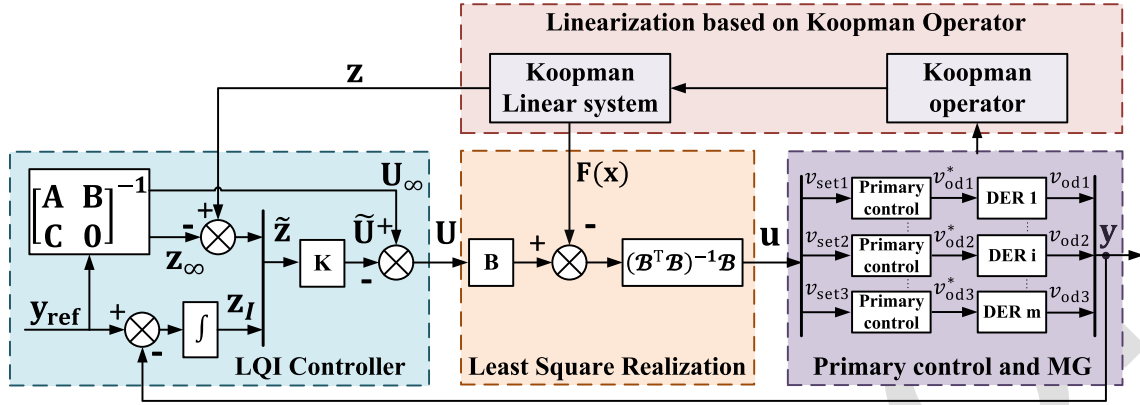 Linearization based on Koopman Operator
z
Koopman
Linear system
Koopman
operator
F(x)
[A B
C 0]⁻¹
U∞
+
-
z∞
z̃
K
Ũ
+
-
U
B
+
-
(ℬᵀℬ)⁻¹ℬ
u
y_ref
+
-
∫
z_I
v_set1
Primary
control
v*_od1
DER 1
v_od1
v_set2
Primary
control
v*_od2
DER i
v_od2
y
v_set3
Primary
control
v*_od3
DER m
v_od3
LQI Controller
Least Square Realization
Primary control and MG